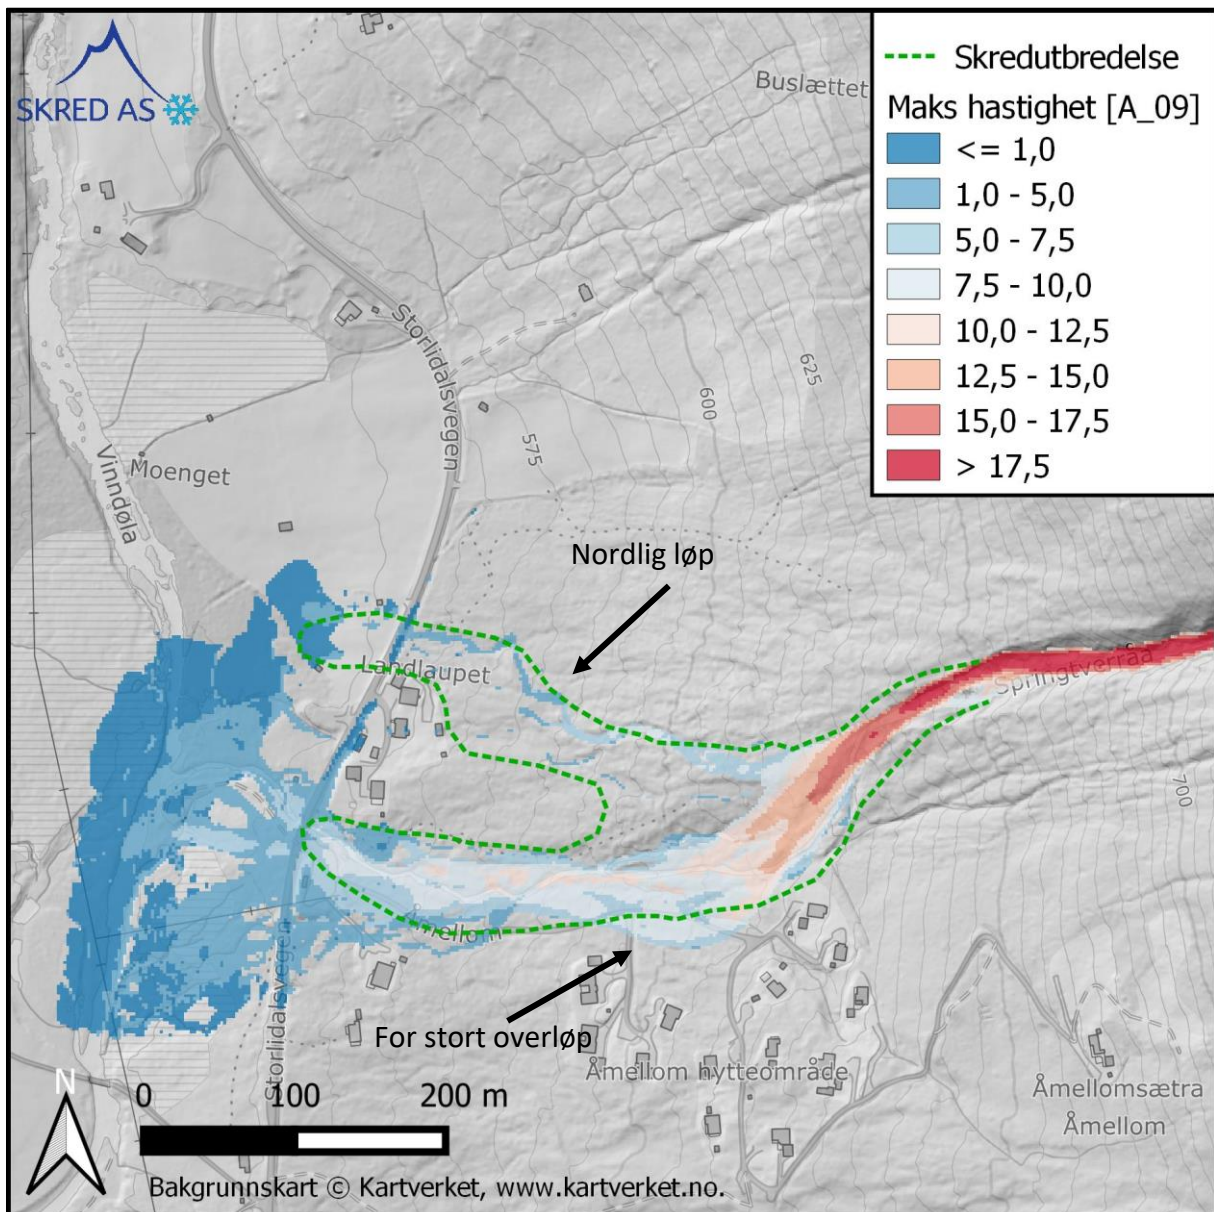 SKRED AS
Skredutbredelse
Maks hastighet [A_09]
<= 1,0
1,0 - 5,0
5,0 - 7,5
7,5 - 10,0
10,0 - 12,5
12,5 - 15,0
15,0 - 17,5
> 17,5
Buslættet
Storlidalsvegen
625
600
575
Vinndøla
Moenget
Nordlig løp
Landlaupet
Springtverråa
700
Åmellom
Storlidalsvegen
For stort overløp
Åmellom hytteområde
Åmellomsætra
Åmellom
N
0 100 200 m
Bakgrunnskart © Kartverket, www.kartverket.no.